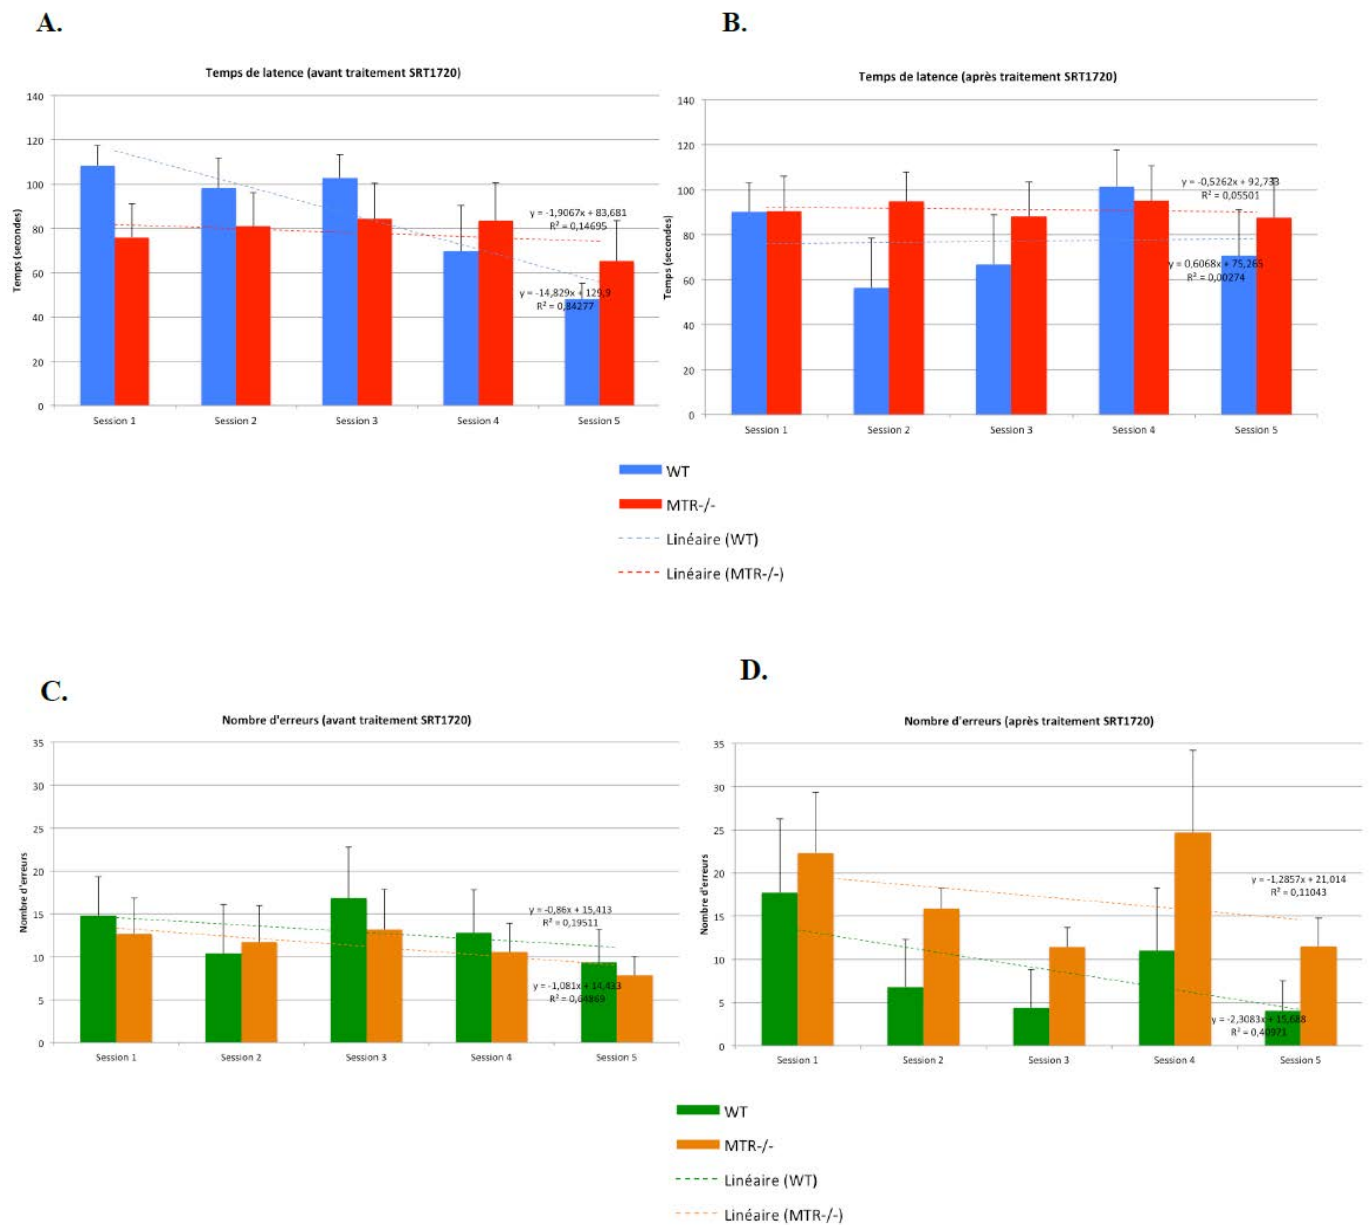 A.
Temps de latence (avant traitement SRT1720)
Temps (secondes)
140
120
100
80
60
40
20
0
y = -1,9067x + 83,681
R² = 0,14695
y = -14,829x + 129,9
R² = 0,84277
Session 1
Session 2
Session 3
Session 4
Session 5
B.
Temps de latence (après traitement SRT1720)
Temps (secondes)
140
120
100
80
60
40
20
0
y = -0,5262x + 92,733
R² = 0,05501
y = 0,6068x + 75,265
R² = 0,00274
Session 1
Session 2
Session 3
Session 4
Session 5
WT
MTR-/-
Linéaire (WT)
Linéaire (MTR-/-)
C.
Nombre d'erreurs (avant traitement SRT1720)
Nombre d'erreurs
35
30
25
20
15
10
5
0
y = -0,86x + 15,413
R² = 0,19511
y = -1,081x + 14,433
R² = 0,64869
Session 1
Session 2
Session 3
Session 4
Session 5
D.
Nombre d'erreurs (après traitement SRT1720)
Nombre d'erreurs
35
30
25
20
15
10
5
0
y = -1,2857x + 21,014
R² = 0,11043
y = -2,3083x + 15,688
R² = 0,40971
Session 1
Session 2
Session 3
Session 4
Session 5
WT
MTR-/-
Linéaire (WT)
Linéaire (MTR-/-)